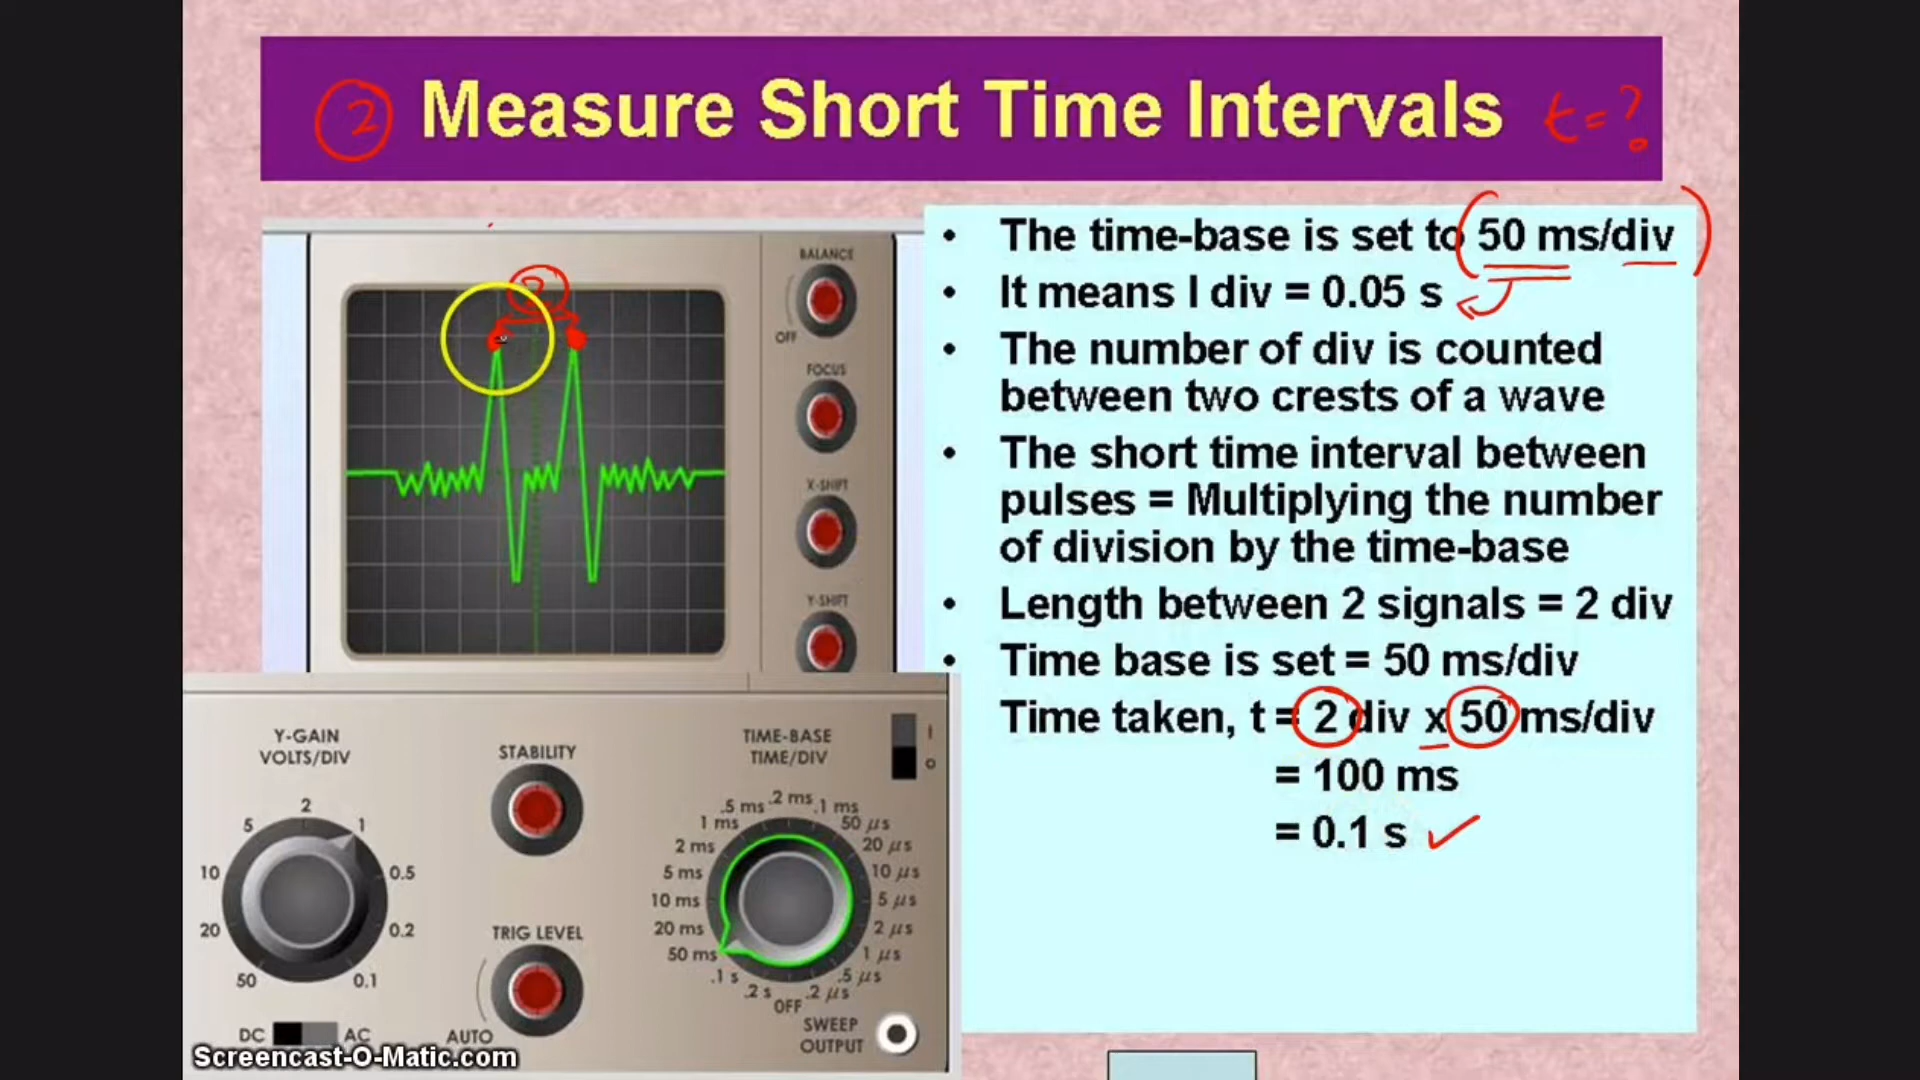 2 Measure Short Time Intervals t = ?
• The time-base is set to (50 ms/div)
• It means I div = 0.05 s
• The number of div is counted
between two crests of a wave
• The short time interval between
pulses = Multiplying the number
of division by the time-base
• Length between 2 signals = 2 div
• Time base is set = 50 ms/div
Time taken, t = 2 div x 50 ms/div
= 100 ms
= 0.1 s
2
BALANCE
OFF
FOCUS
X-SHIFT
Y-SHIFT
Y-GAIN
VOLTS/DIV
2
5
1
10
0.5
20
0.2
50
0.1
DC
AC
STABILITY
TRIG LEVEL
AUTO
TIME-BASE
TIME/DIV
I
O
.5 ms
.2 ms
.1 ms
1 ms
50 µs
2 ms
20 µs
5 ms
10 µs
10 ms
5 µs
20 ms
2 µs
50 ms
1 µs
.1 s
.5 µs
.2 s
.2 µs
OFF
SWEEP
OUTPUT
Screencast-O-Matic.com